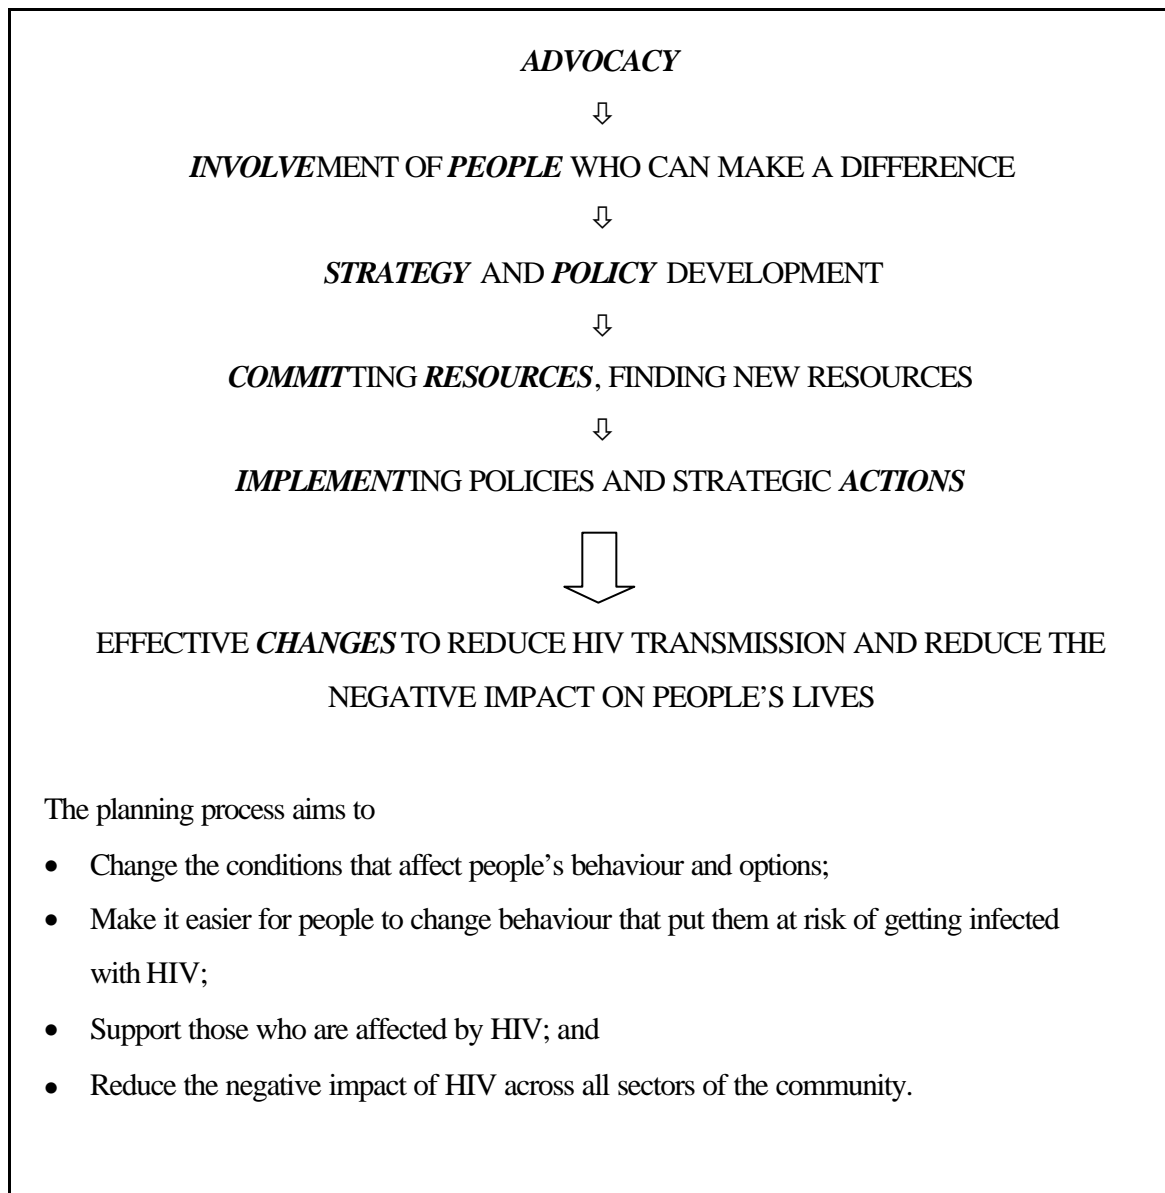 ADVOCACY
⇩
INVOLVEMENT OF PEOPLE WHO CAN MAKE A DIFFERENCE
⇩
STRATEGY AND POLICY DEVELOPMENT
⇩
COMMITTING RESOURCES, FINDING NEW RESOURCES
⇩
IMPLEMENTING POLICIES AND STRATEGIC ACTIONS
EFFECTIVE CHANGES TO REDUCE HIV TRANSMISSION AND REDUCE THE
NEGATIVE IMPACT ON PEOPLE’S LIVES
The planning process aims to
• Change the conditions that affect people’s behaviour and options;
• Make it easier for people to change behaviour that put them at risk of getting infected
with HIV;
• Support those who are affected by HIV; and
• Reduce the negative impact of HIV across all sectors of the community.